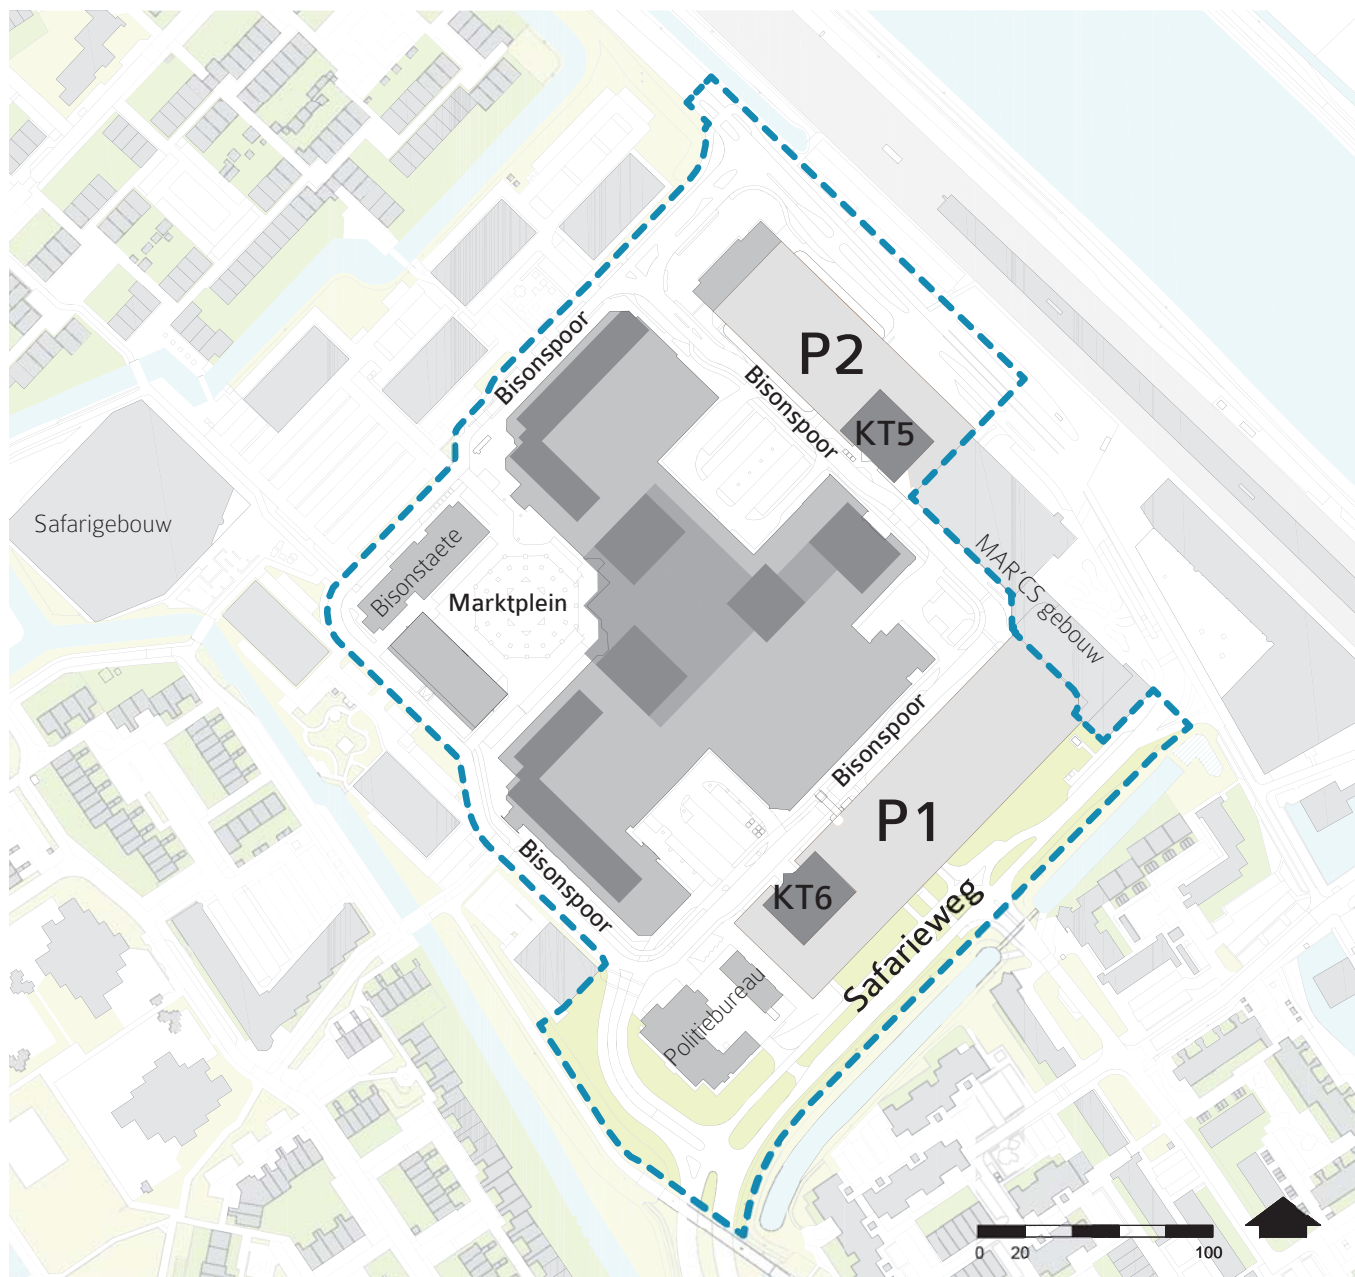 Bisonspoor
P2
Bisonspoor
KT5
Safarigebouw
Bisonstaete
MAR'CS gebouw
Marktplein
Bisonspoor
P1
Bisonspoor
KT6
Safarieweg
Politiebureau
0 20 100